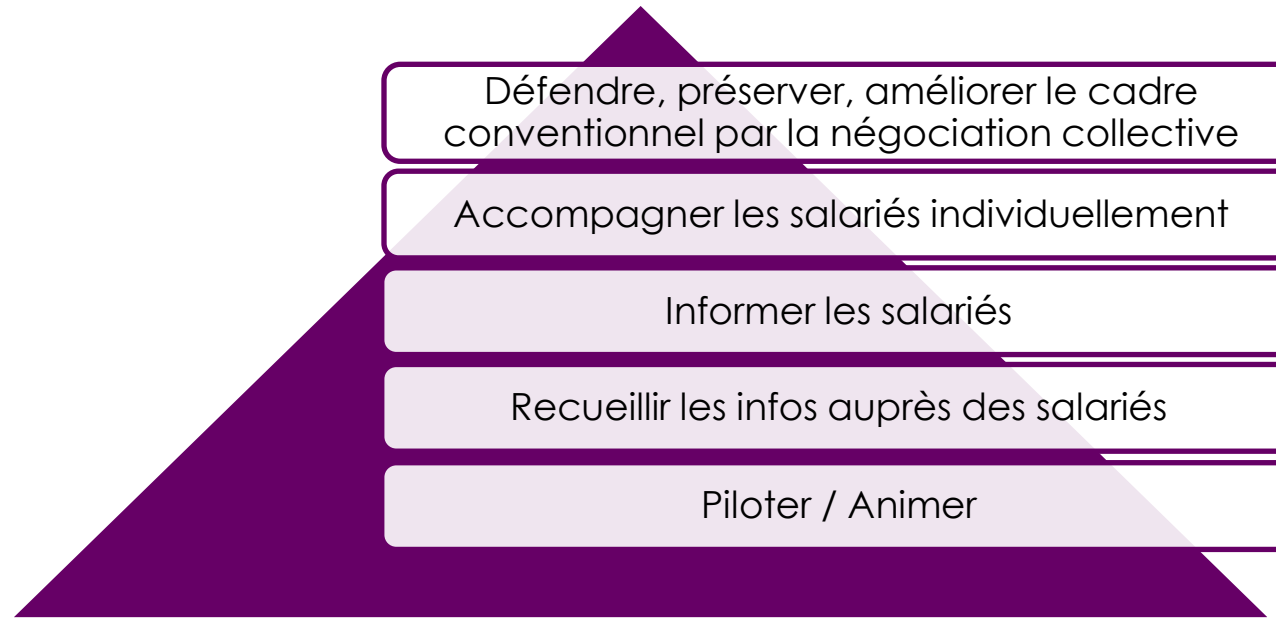 Défendre, préserver, améliorer le cadre
conventionnel par la négociation collective
Accompagner les salariés individuellement
Informer les salariés
Recueillir les infos auprès des salariés
Piloter / Animer